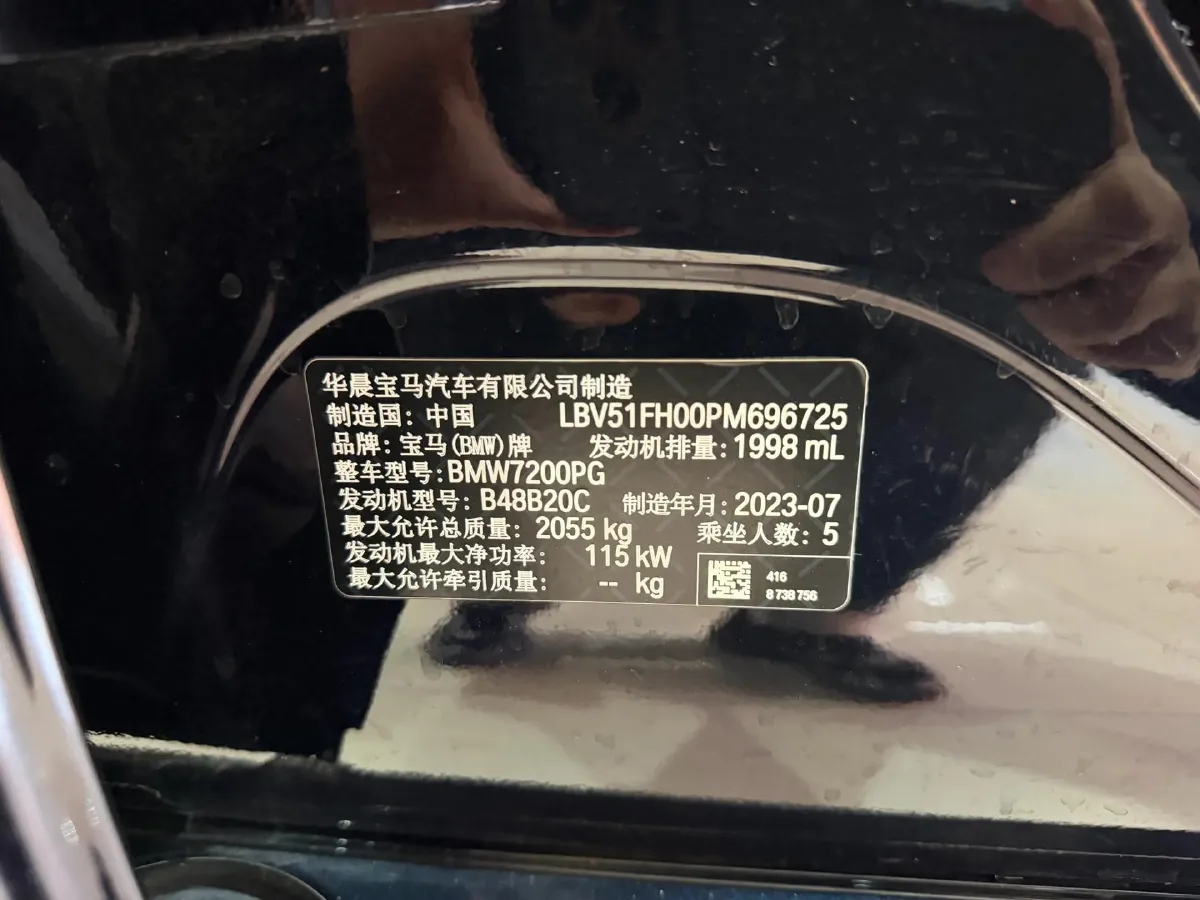 华晨宝马汽车有限公司制造
制造国：中国 LBV51FH00PM696725
品牌：宝马(BMW)牌 发动机排量：1998 mL
整车型号：BMW7200PG
发动机型号：B48B20C 制造年月：2023-07
最大允许总质量：2055 kg 乘坐人数：5
发动机最大净功率：115 kW
最大允许牵引质量：-- kg
416
8 738 756